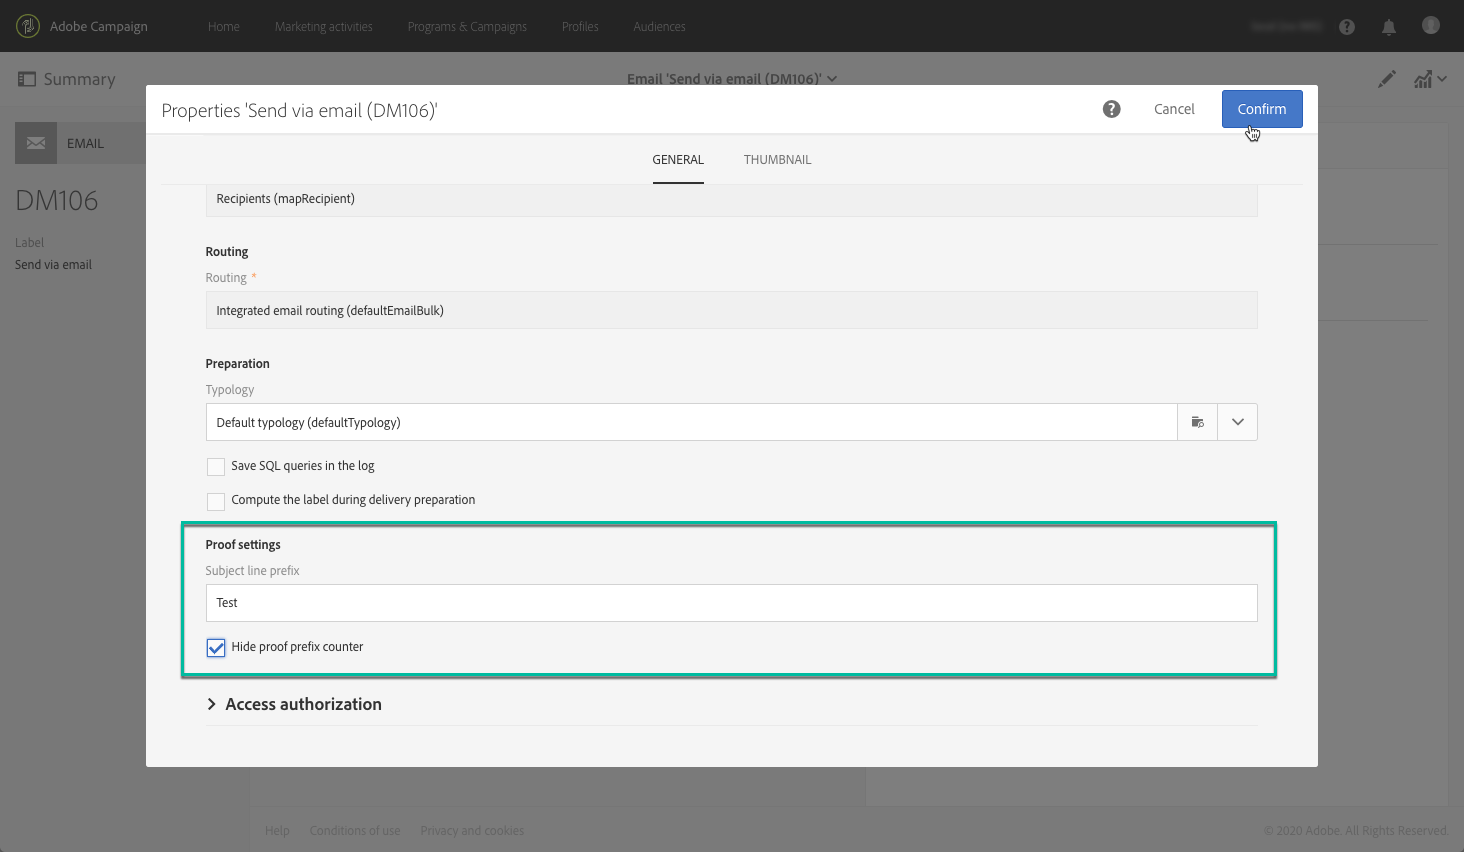 Adobe Campaign
Home
Marketing activities
Programs & Campaigns
Profiles
Audiences
Summary
Email 'Send via email (DM106)'
EMAIL
DM106
Label
Send via email
Properties 'Send via email (DM106)'
Cancel
Confirm
GENERAL
THUMBNAIL
Recipients (mapRecipient)
Routing
Routing *
Integrated email routing (defaultEmailBulk)
Preparation
Typology
Default typology (defaultTypology)
Save SQL queries in the log
Compute the label during delivery preparation
Proof settings
Subject line prefix
Test
Hide proof prefix counter
Access authorization
Help
Conditions of use
Privacy and cookies
© 2020 Adobe. All Rights Reserved.